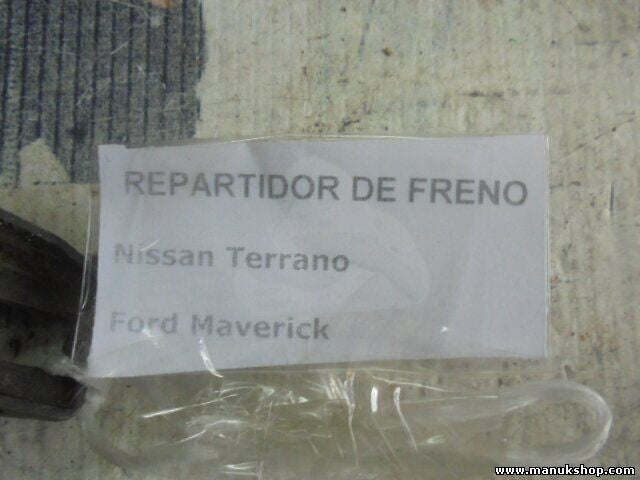 REPARTIDOR DE FRENO
Nissan Terrano
Ford Maverick
www.manukshop.com